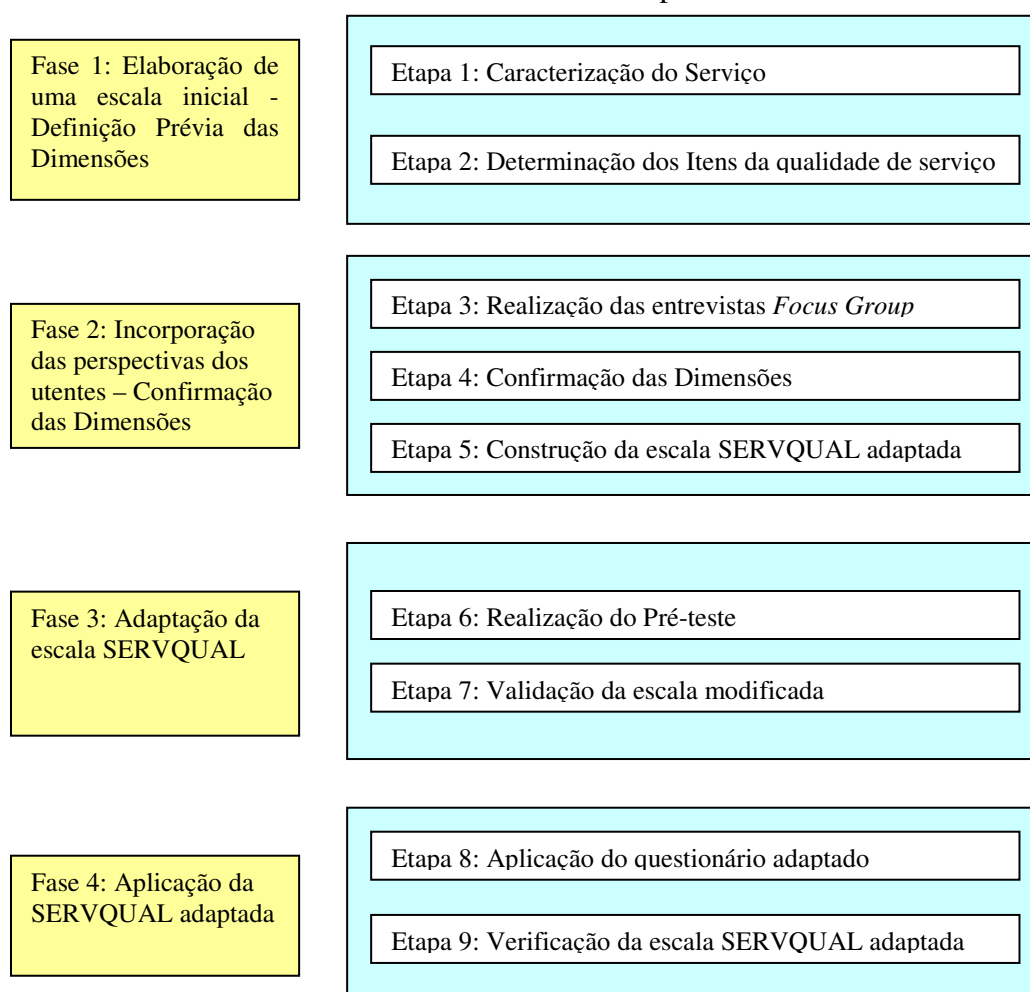 Fase 1: Elaboração de
uma escala inicial -
Definição Prévia das
Dimensões
Etapa 1: Caracterização do Serviço
Etapa 2: Determinação dos Itens da qualidade de serviço
Fase 2: Incorporação
das perspectivas dos
utentes – Confirmação
das Dimensões
Etapa 3: Realização das entrevistas Focus Group
Etapa 4: Confirmação das Dimensões
Etapa 5: Construção da escala SERVQUAL adaptada
Fase 3: Adaptação da
escala SERVQUAL
Etapa 6: Realização do Pré-teste
Etapa 7: Validação da escala modificada
Fase 4: Aplicação da
SERVQUAL adaptada
Etapa 8: Aplicação do questionário adaptado
Etapa 9: Verificação da escala SERVQUAL adaptada